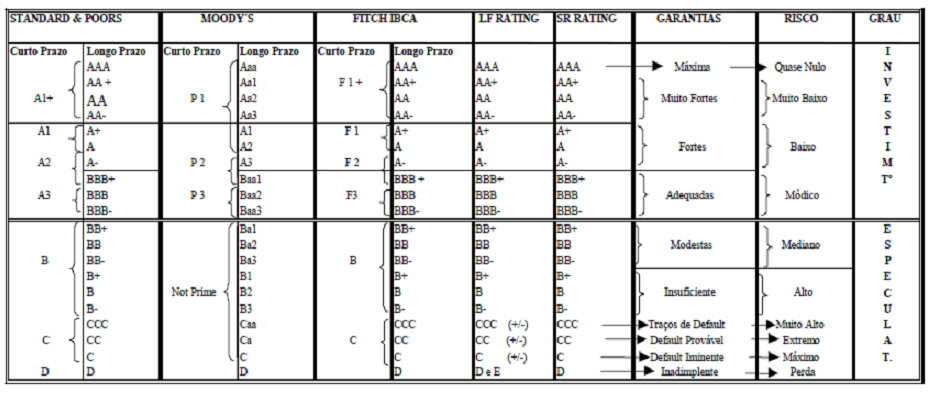 STANDARD & POORS MOODY'S FITCH IBCA LF RATING SR RATING GARANTIAS RISCO GRAU
Curto Prazo Longo Prazo Curto Prazo Longo Prazo Curto Prazo Longo Prazo I
AAA Aaa AAA AAA AAA Máxima Quase Nulo N
AA + Aa1 F 1 + AA+ AA+ AA+ V
A1+ AA P 1 Aa2 AA AA AA Muito Fortes Muito Baixo E
AA- Aa3 AA- AA- AA- S
A1 A+ A1 F 1 A+ A+ A+ T
A A2 A A A Fortes Baixo I
A2 A- P 2 A3 F 2 A- A- A- M
BBB+ Baa1 BBB + BBB+ BBB+ Tº
A3 BBB P 3 Baa2 F3 BBB BBB BBB Adequadas Módico
BBB- Baa3 BBB- BBB- BBB-
BB+ Ba1 BB+ BB+ BB+ E
BB Ba2 BB BB BB Modestas Mediano S
B BB- Ba3 B BB- BB- BB- P
B+ B1 B+ B+ B+ E
B Not Prime B2 B B B Insuficiente Alto C
B- B3 B- B- B- U
CCC Caa CCC CCC (+/-) CCC Traços de Default Muito Alto L
C CC Ca C CC CC (+/-) CC Default Provável Extremo A
C C C C (+/-) C Default Iminente Máximo T.
D D D D D e E D Inadimplente Perda